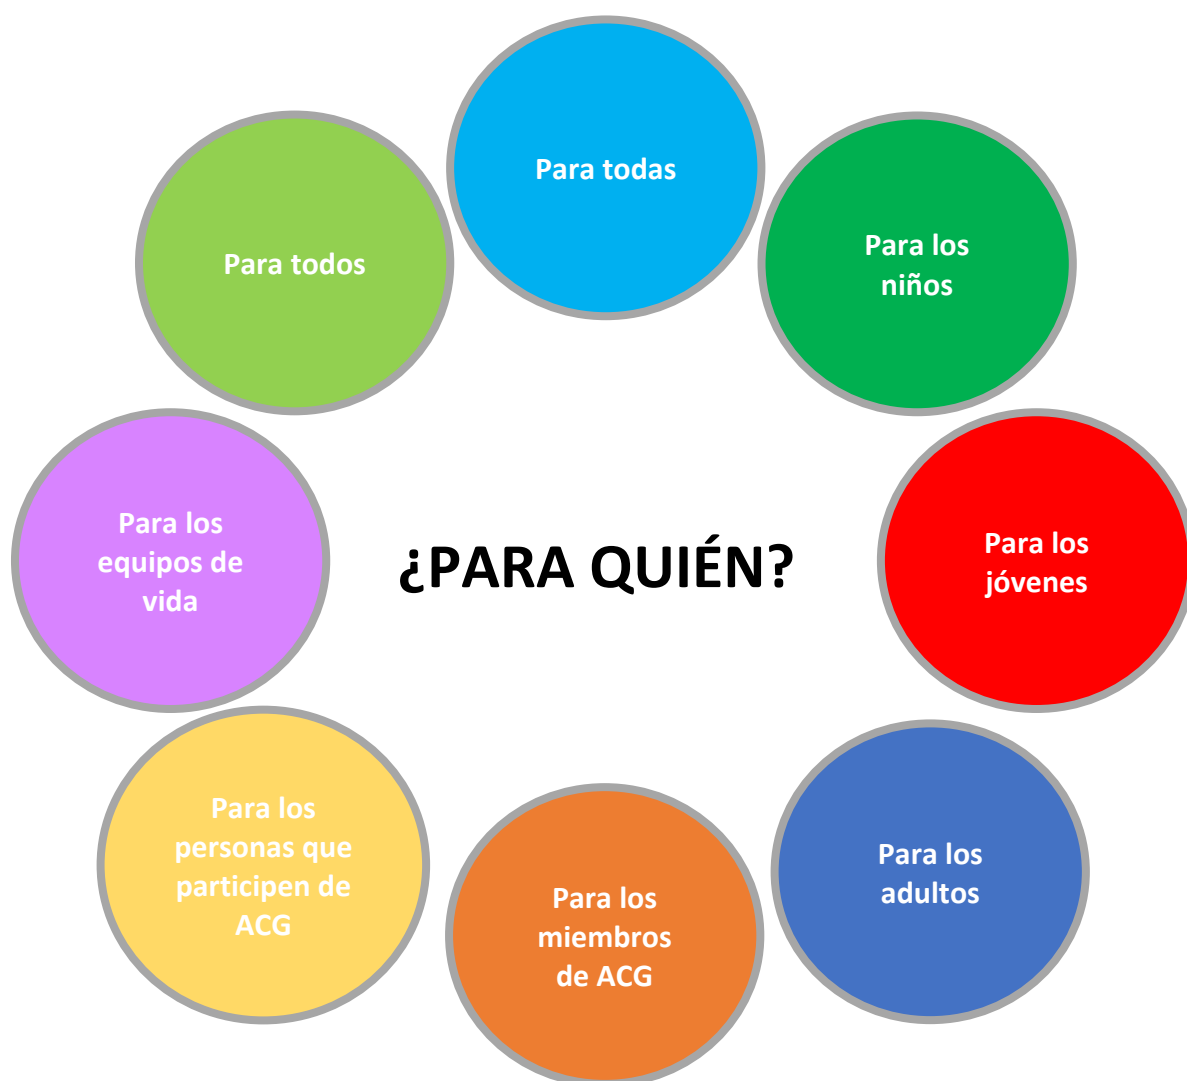 Para todas
Para todos
Para los
niños
Para los
equipos de
vida
¿PARA QUIÉN?
Para los
jóvenes
Para los
personas que
participen de
ACG
Para los
miembros
de ACG
Para los
adultos